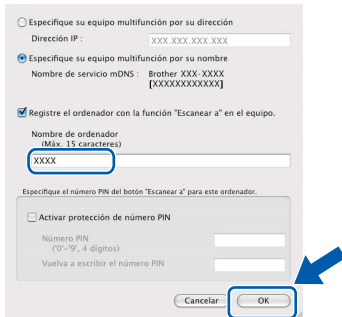 Especifique su equipo multifunción por su dirección
Dirección IP :
XXX.XXX.XXX.XXX
Especifique su equipo multifunción por su nombre
Nombre de servicio mDNS : Brother XXX-XXXX
[XXXXXXXXXXXX]
Registre el ordenador con la función "Escanear a" en el equipo.
Nombre de ordenador
(Máx. 15 caracteres)
XXXX
Especifique el número PIN del botón "Escanear a" para este ordenador.
Activar protección de número PIN
Número PIN
('0'-'9', 4 dígitos)
Vuelva a escribir el número PIN
Cancelar
OK